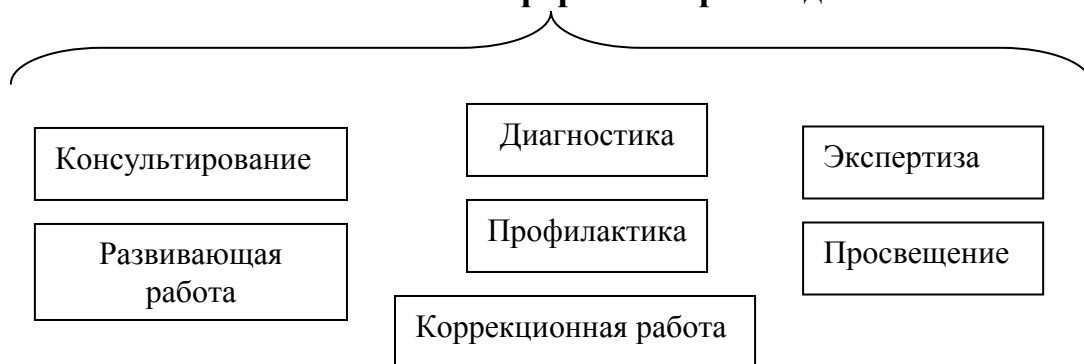 Консультирование
Диагностика
Экспертиза
Развивающая
работа
Профилактика
Просвещение
Коррекционная работа